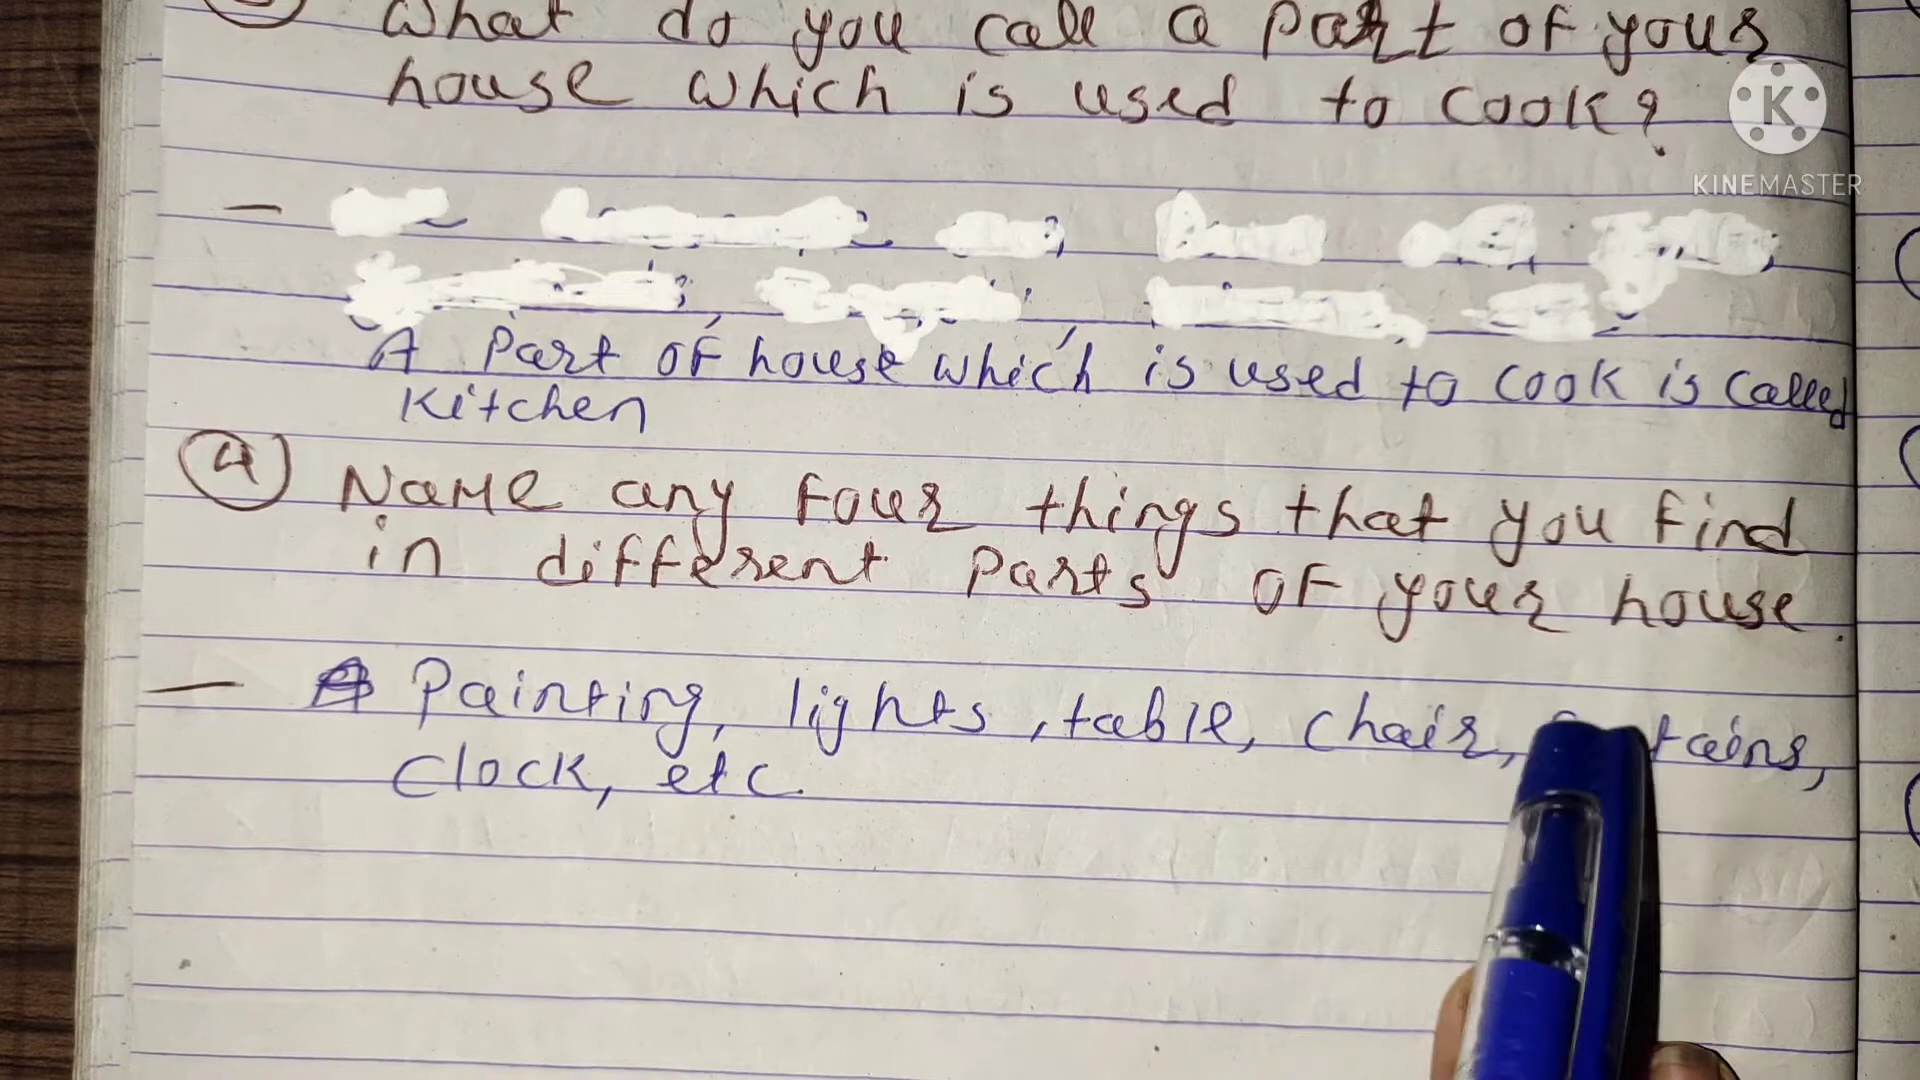 What do you call a part of your
house which is used to cook?
KINEMASTER
A part of house which is used to cook is called
Kitchen
4 Name any four things that you find
in different parts of your house.
Painting, lights, table, chair,
clock, etc.